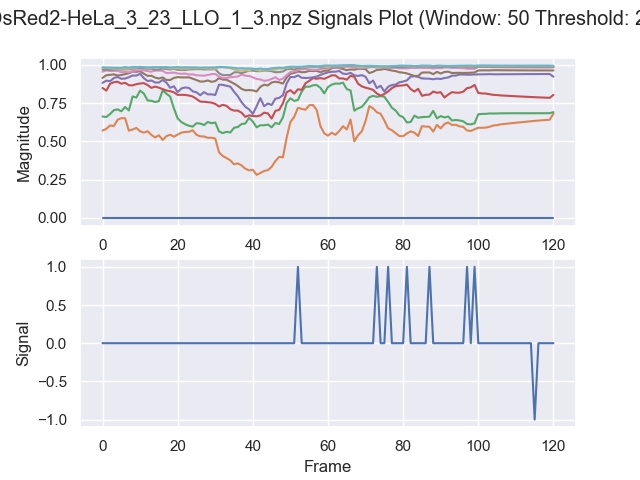 DsRed2-HeLa_3_23_LLO_1_3.npz Signals Plot (Window: 50 Threshold: 2
1.00
0.75
0.50
0.25
0.00
Magnitude
0 20 40 60 80 100 120
1.0
0.5
0.0
−0.5
−1.0
Signal
0 20 40 60 80 100 120
Frame